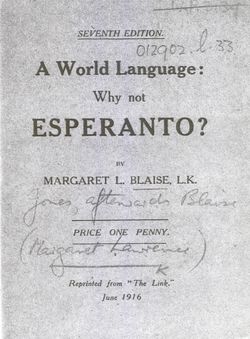 SEVENTH EDITION.
012902.l.33
A World Language:
Why not
ESPERANTO?
BY
MARGARET L. BLAISE, L.K.
Jones, afterwards Blaise
PRICE ONE PENNY.
(Margaret Lawrence)
K
Reprinted from "The Link."
June 1916